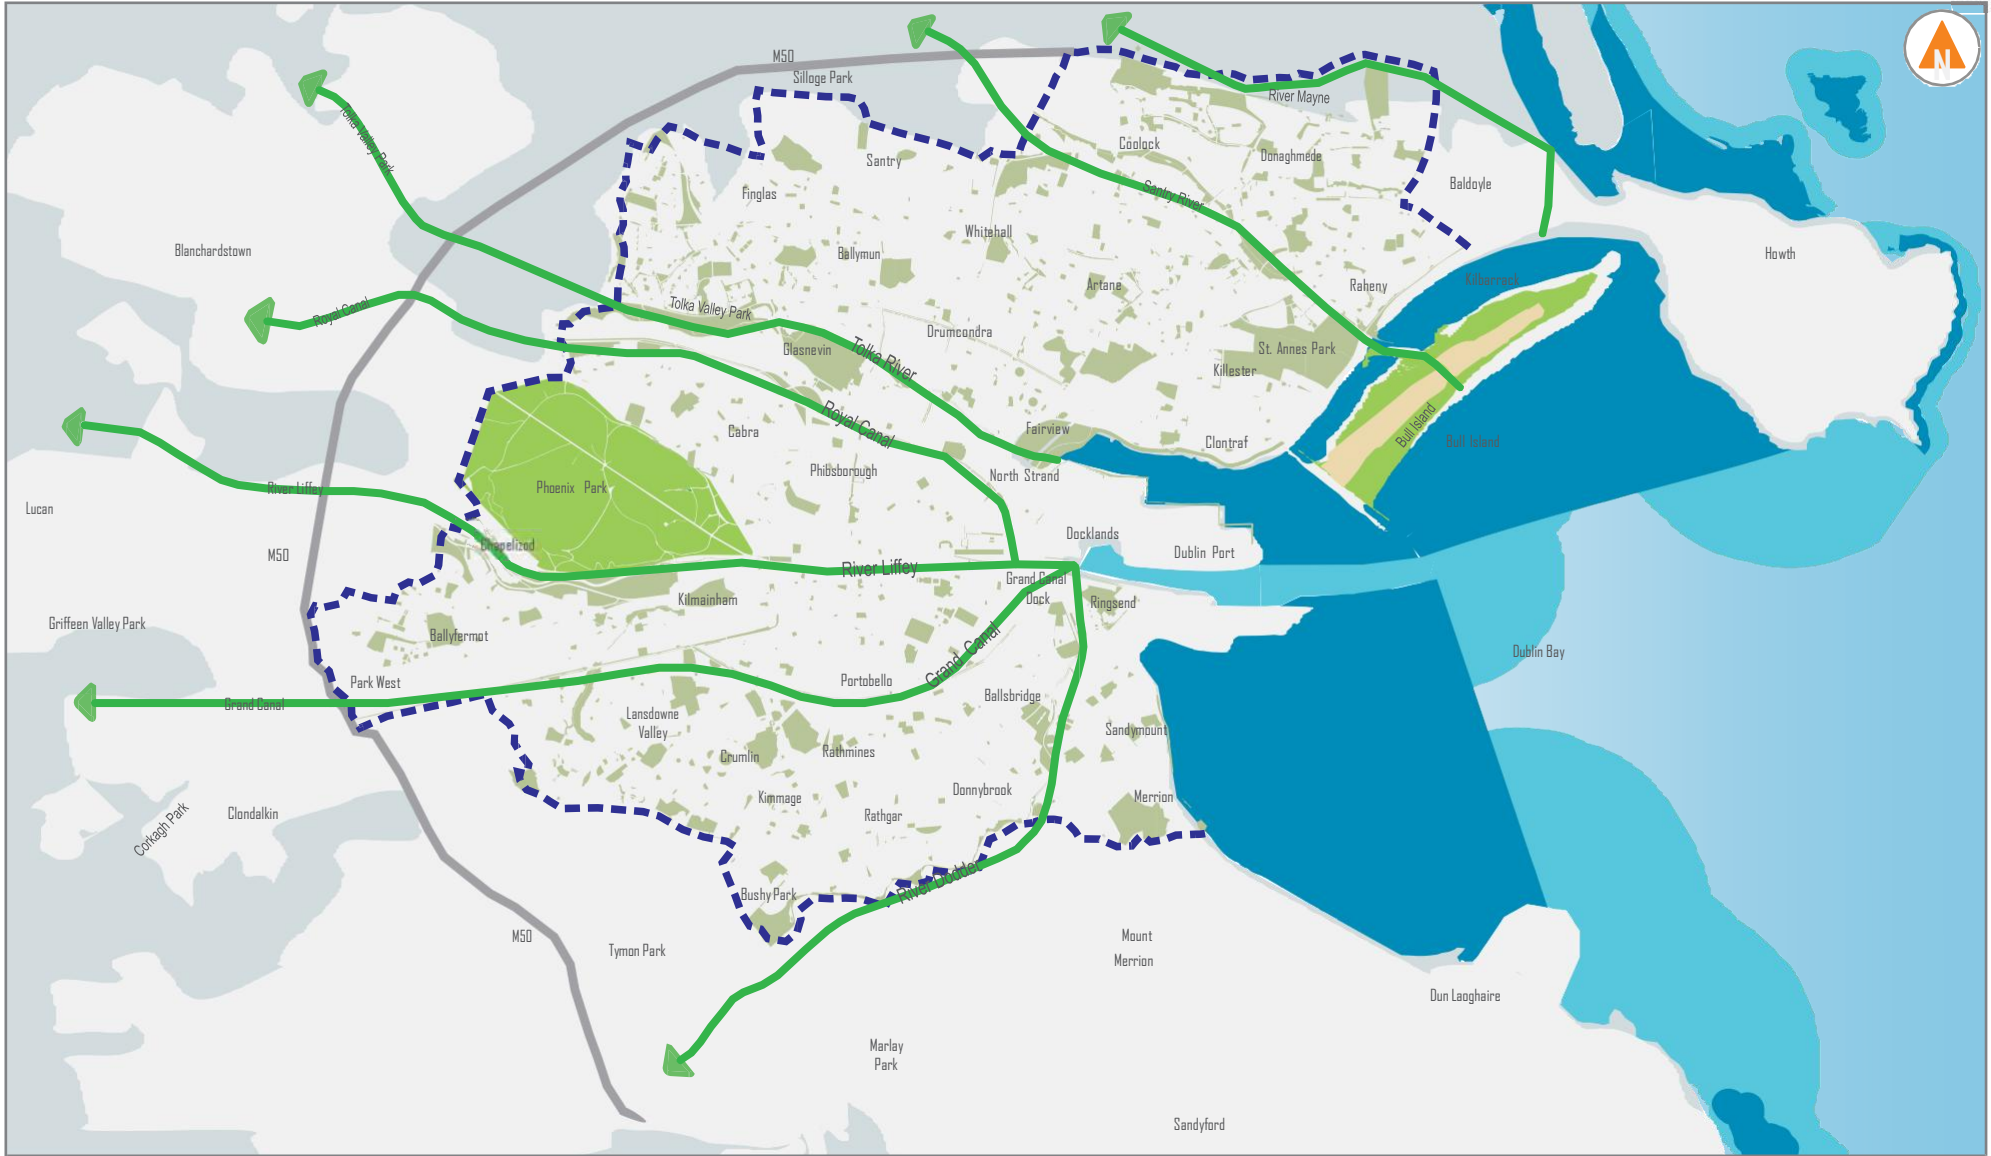 N
M50
Silloge Park
River Mayne
Tolka Valley Park
Coolock
Santry
Donaghmede
Baldoyle
Finglas
Santry River
Whitehall
Blanchardstown
Ballymun
Howth
Kilbarrack
Artane
Raheny
Royal Canal
Tolka Valley Park
Drumcondra
Glasnevin
Tolka River
St. Annes Park
Killester
Royal Canal
Cabra
Fairview
Clontraf
Bull Island
Bull Island
Phibsborough
North Strand
River Liffey
Phoenix Park
Lucan
Docklands
Chapelizod
M50
Dublin Port
River Liffey
Grand Canal
Dock
Kilmainham
Ringsend
Griffeen Valley Park
Ballyfermot
Grand Canal
Dublin Bay
Park West
Portobello
Ballsbridge
Grand Canal
Lansdowne
Valley
Sandymount
Crumlin
Rathmines
Donnybrook
Kimmage
Merrion
Clondalkin
Corkagh Park
Rathgar
River Dodder
Bushy Park
M50
Tymon Park
Mount
Merrion
Dun Laoghaire
Marlay
Park
Sandyford